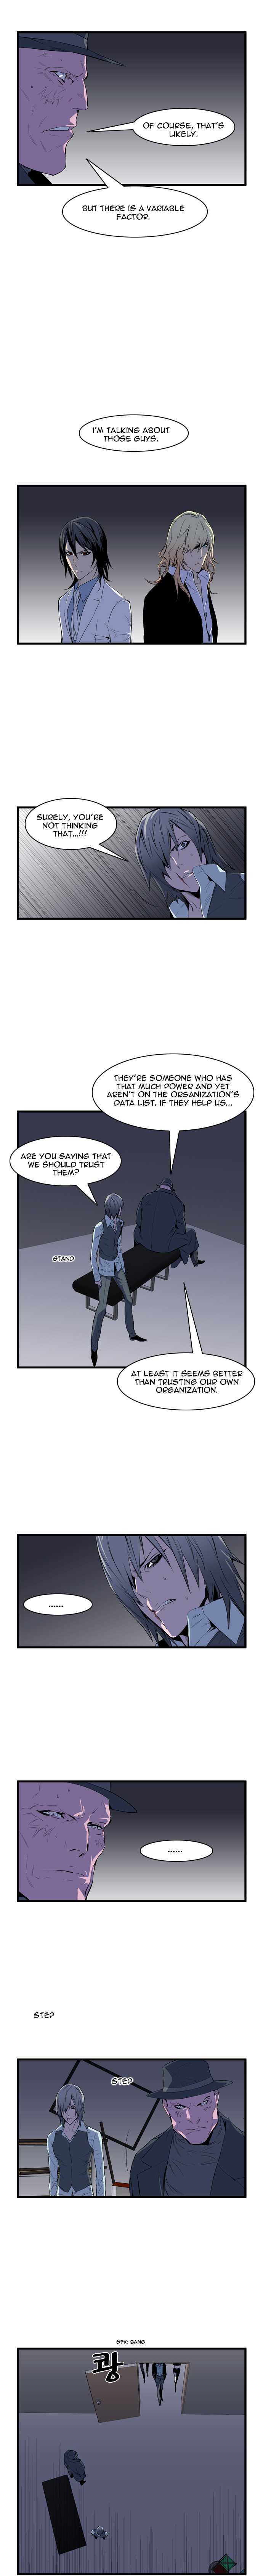 OF COURSE, THAT'S
LIKELY.
BUT THERE IS A VARIABLE
FACTOR.
I'M TALKING ABOUT
THOSE GUYS.
SURELY, YOU'RE
NOT THINKING
THAT...!!!
THEY'RE SOMEONE WHO HAS
THAT MUCH POWER AND YET
AREN'T ON THE ORGANIZATION'S
DATA LIST. IF THEY HELP US...
ARE YOU SAYING THAT
WE SHOULD TRUST
THEM?
STAND
AT LEAST IT SEEMS BETTER
THAN TRUSTING OUR OWN
ORGANIZATION.
......
......
STEP
STEP
SFX: BANG
쾅